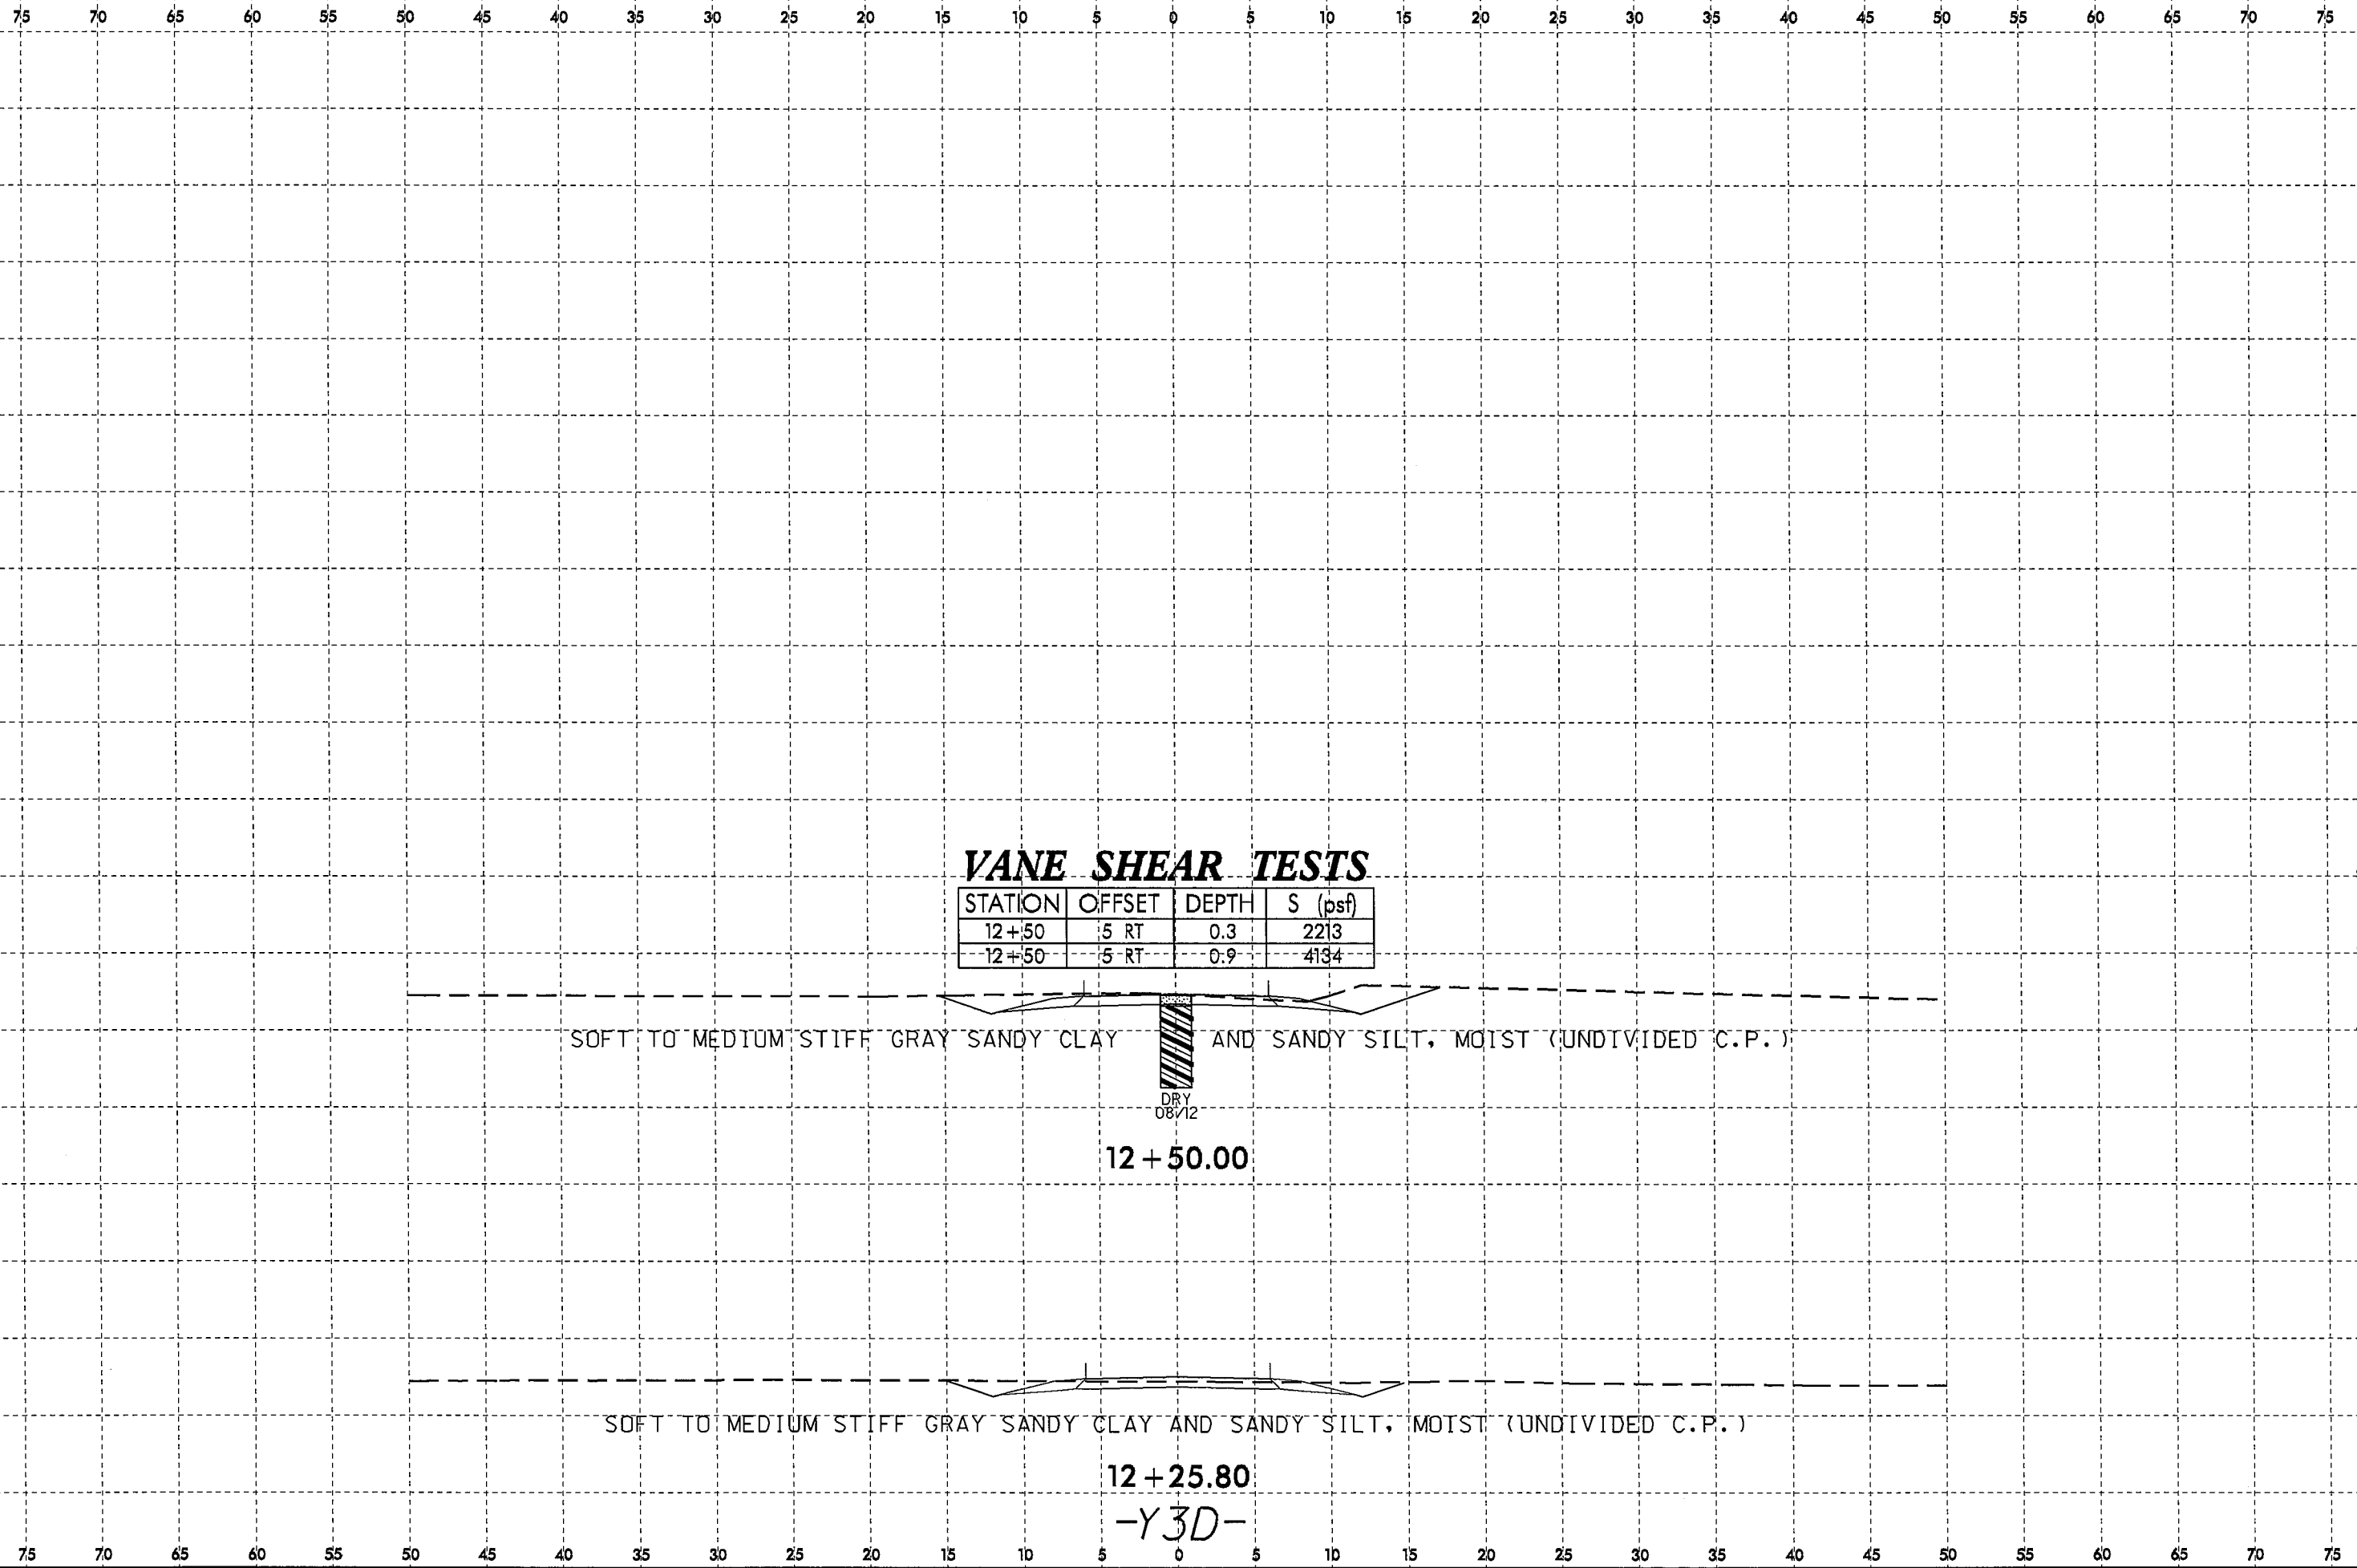 75 70 65 60 55 50 45 40 35 30 25 20 15 10 5 0 5 10 15 20 25 30 35 40 45 50 55 60 65 70 75
VANE SHEAR TESTS
STATION OFFSET DEPTH S (psf)
12+50 5 RT 0.3 2213
12+50 5 RT 0.9 4134
SOFT TO MEDIUM STIFF GRAY SANDY CLAY AND SANDY SILT, MOIST (UNDIVIDED C.P.)
DRY
08/12
12+50.00
SOFT TO MEDIUM STIFF GRAY SANDY CLAY AND SANDY SILT, MOIST (UNDIVIDED C.P.)
12+25.80
-Y3D-
75 70 65 60 55 50 45 40 35 30 25 20 15 10 5 0 5 10 15 20 25 30 35 40 45 50 55 60 65 70 75